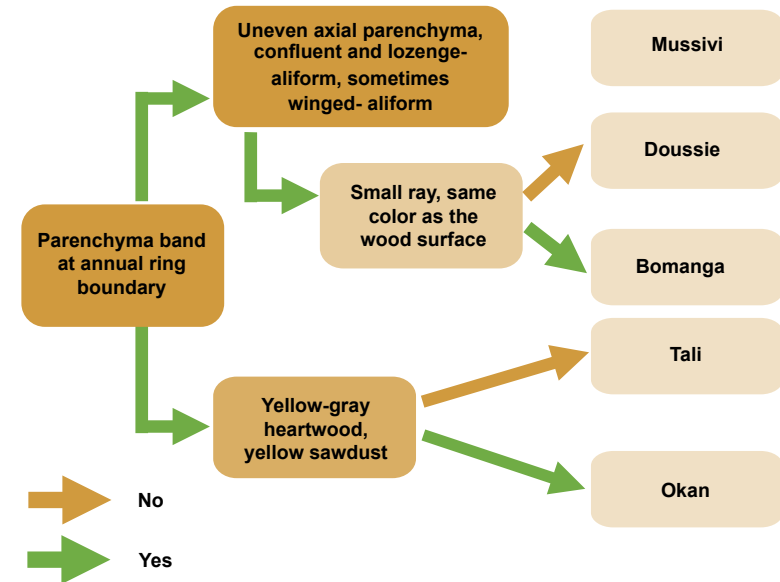 Uneven axial parenchyma,
confluent and lozenge-
aliform, sometimes
winged- aliform
Mussivi
Doussie
Small ray, same
color as the
wood surface
Parenchyma band
at annual ring
boundary
Bomanga
Tali
Yellow-gray
heartwood,
yellow sawdust
Okan
No
Yes